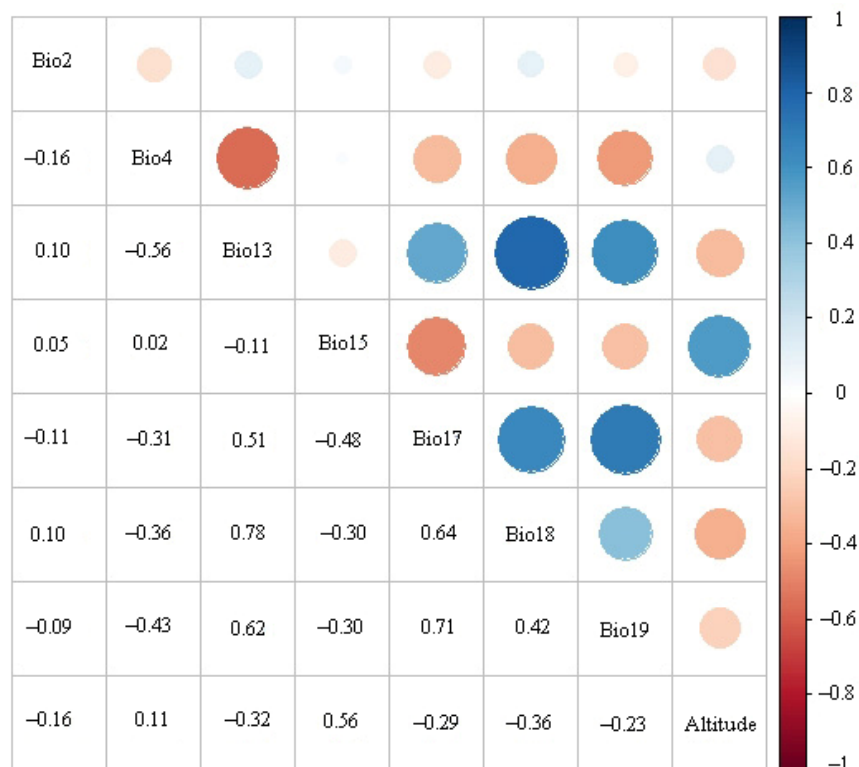 Bio2
−0.16 Bio4
0.10 −0.56 Bio13
0.05 0.02 −0.11 Bio15
−0.11 −0.31 0.51 −0.48 Bio17
0.10 −0.36 0.78 −0.30 0.64 Bio18
−0.09 −0.43 0.62 −0.30 0.71 0.42 Bio19
−0.16 0.11 −0.32 0.56 −0.29 −0.36 −0.23 Altitude
1
0.8
0.6
0.4
0.2
0
−0.2
−0.4
−0.6
−0.8
−1